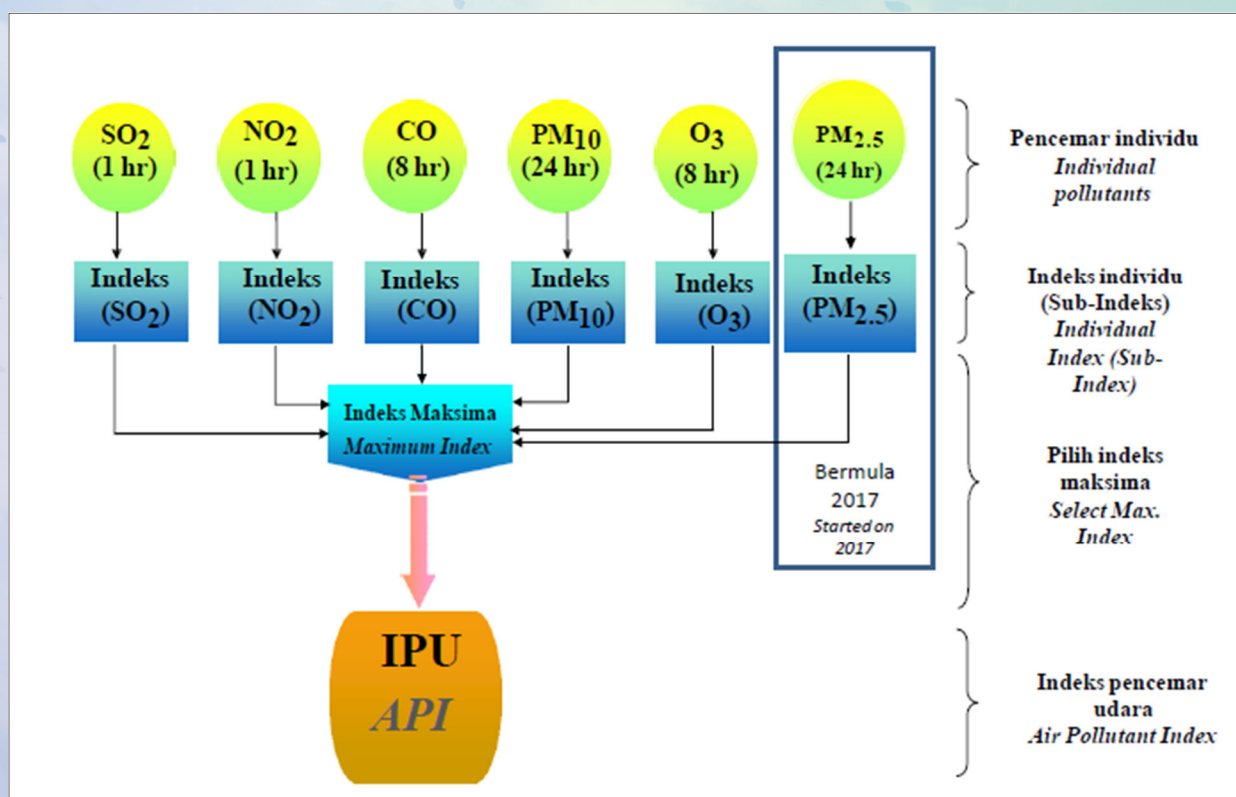 SO2
(1 hr)
NO2
(1 hr)
CO
(8 hr)
PM10
(24 hr)
O3
(8 hr)
PM2.5
(24 hr)
Pencemar individu
Individual
pollutants
Indeks
(SO2)
Indeks
(NO2)
Indeks
(CO)
Indeks
(PM10)
Indeks
(O3)
Indeks
(PM2.5)
Indeks individu
(Sub-Indeks)
Individual
Index (Sub-
Index)
Indeks Maksima
Maximum Index
Bermula
2017
Started on
2017
Pilih indeks
maksima
Select Max.
Index
IPU
API
Indeks pencemar
udara
Air Pollutant Index